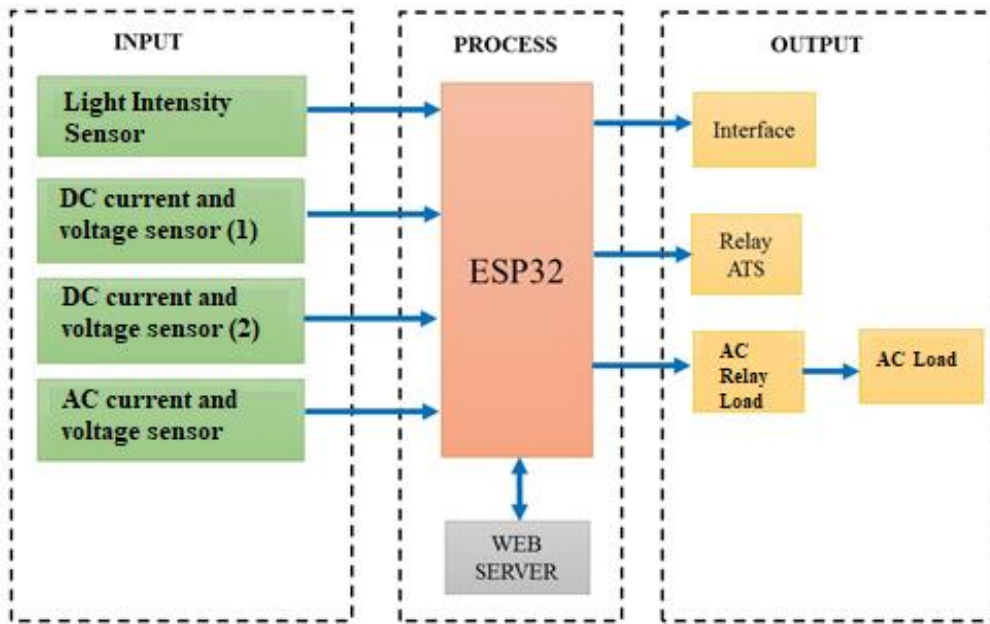 INPUT
Light Intensity
Sensor
DC current and
voltage sensor (1)
DC current and
voltage sensor (2)
AC current and
voltage sensor
PROCESS
ESP32
WEB
SERVER
OUTPUT
Interface
Relay
ATS
AC
Relay
Load
AC Load